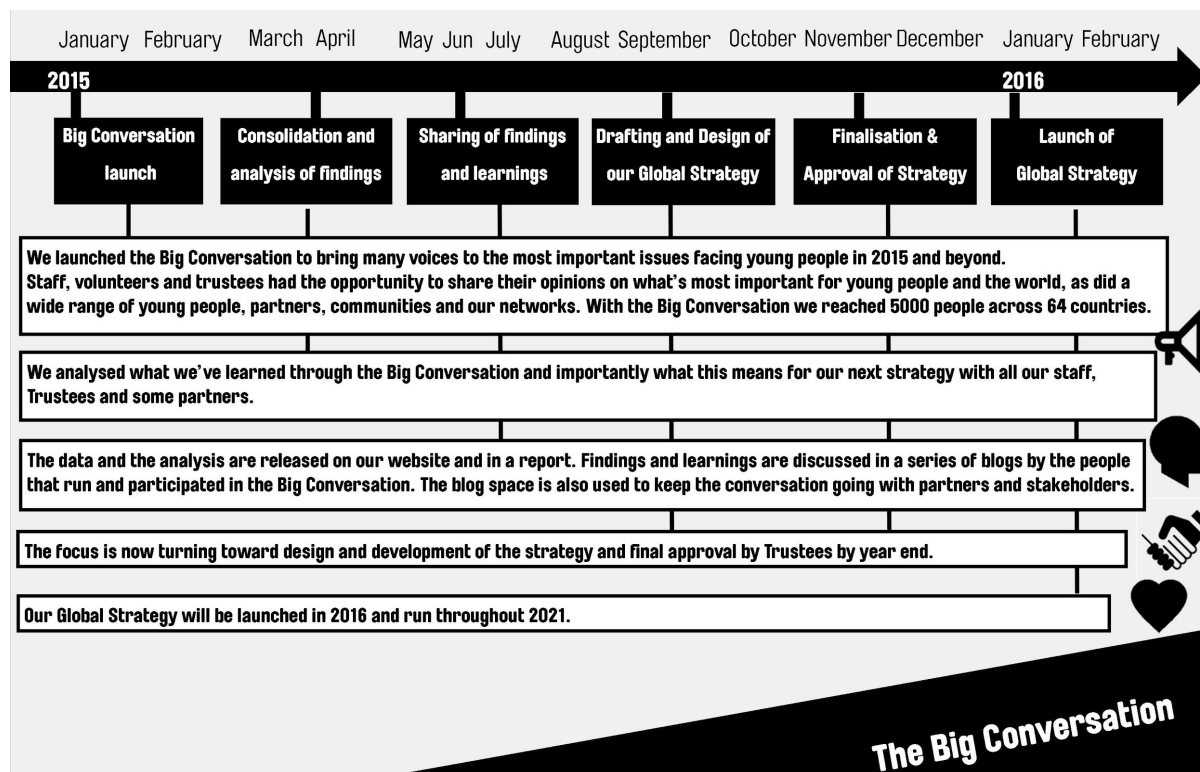 January February March April May Jun July August September October November December January February
2015 2016
Big Conversation
launch
Consolidation and
analysis of findings
Sharing of findings
and learnings
Drafting and Design of
our Global Strategy
Finalisation &
Approval of Strategy
Launch of
Global Strategy
We launched the Big Conversation to bring many voices to the most important issues facing young people in 2015 and beyond.
Staff, volunteers and trustees had the opportunity to share their opinions on what's most important for young people and the world, as did a
wide range of young people, partners, communities and our networks. With the Big Conversation we reached 5000 people across 64 countries.
We analysed what we've learned through the Big Conversation and importantly what this means for our next strategy with all our staff,
Trustees and some partners.
The data and the analysis are released on our website and in a report. Findings and learnings are discussed in a series of blogs by the people
that run and participated in the Big Conversation. The blog space is also used to keep the conversation going with partners and stakeholders.
The focus is now turning toward design and development of the strategy and final approval by Trustees by year end.
Our Global Strategy will be launched in 2016 and run throughout 2021.
The Big Conversation